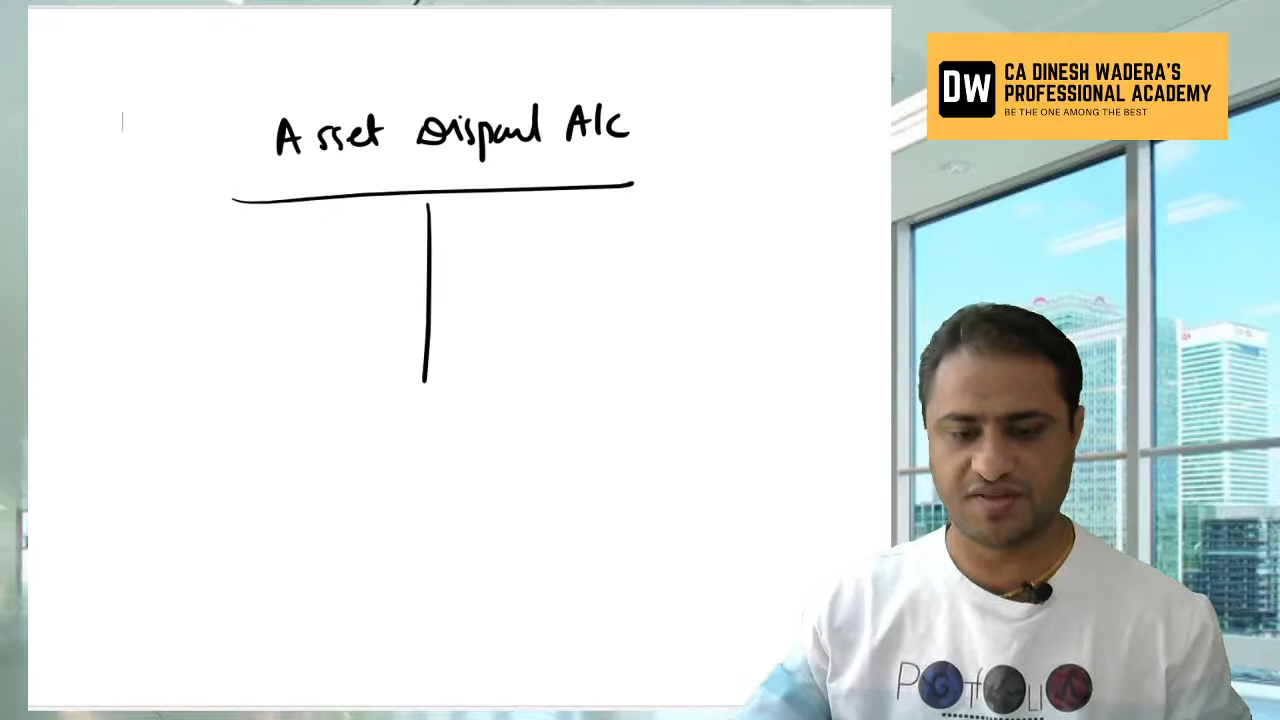 Asset Disposal A/c
DW
CA DINESH WADERA'S
PROFESSIONAL ACADEMY
BE THE ONE AMONG THE BEST